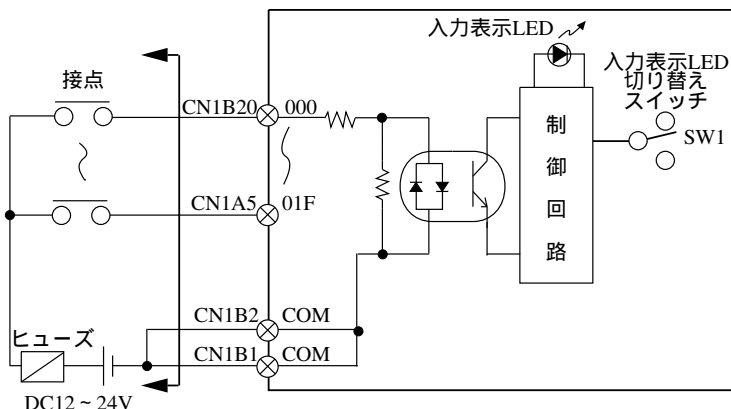 入力表示LED
入力表示LED
切り替え
スイッチ
SW1
接点
CN1B20
000
制
御
回
路
CN1A5
01F
CN1B2
COM
ヒューズ
CN1B1
COM
DC12~24V